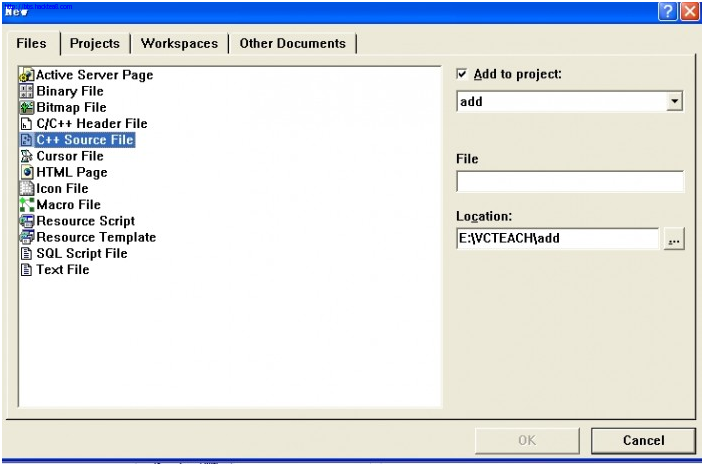 New
Files
Projects
Workspaces
Other Documents
Active Server Page
Binary File
Bitmap File
C/C++ Header File
C++ Source File
Cursor File
HTML Page
Icon File
Macro File
Resource Script
Resource Template
SQL Script File
Text File
Add to project:
add
File
Location:
E:\VCTEACH\add
...
OK
Cancel